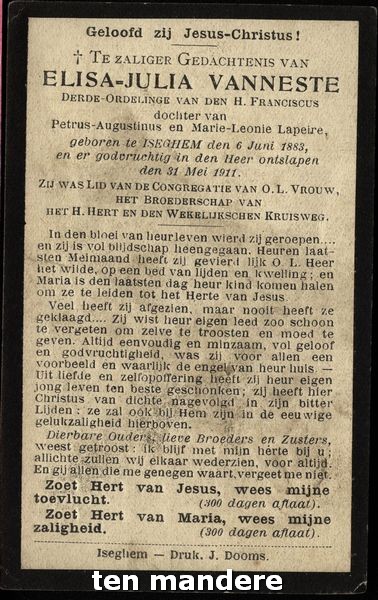 Geloofd zij Jesus-Christus!
† Te zaliger Gedachtenis van
ELISA-JULIA VANNESTE
Derde-Ordelinge van den H. Franciscus
dochter van
Petrus-Augustinus en Marie-Leonie Lapeire,
geboren te ISEGHEM den 6 Juni 1883,
en er godvruchtig in den Heer ontslapen
den 31 Mei 1911.
Zij was Lid van de Congregatie van O. L. Vrouw,
het Broederschap van
het H. Hert en den Wekelijkschen Kruisweg.
In den bloei van heur leven wierd zij geroepen...
en zij is vol blijdschap heengegaan. Heuren laat-
sten Meimaand heeft zij gevierd lijk O. L. Heer
het wilde, op een bed van lijden en kwelling; en
Maria is den laatsten dag heur kind komen halen
om ze te leiden tot het Herte van Jesus.
Veel heeft zij afgezien, maar nooit heeft ze
geklaagd.... Zij wist heur eigen leed zoo schoon
te vergeten om zelve te troosten en moed te
geven. Altijd eenvoudig en minzaam, vol geloof
en godvruchtigheid, was zij voor allen een
voorbeeld en waarlijk de engel van heur huis. —
Uit liefde en zelfopoffering heeft zij heur eigen
jong leven ten beste geschonken; zij heeft hier
Christus van dichte nagevolgd in zijn bitter
Lijden: ze zal ook bij Hem zijn in de eeuwige
gelukzaligheid hierboven.
Dierbare Ouders, lieve Broeders en Zusters,
weest getroost: ik blijf met mijn herte bij u;
allichte zullen wij elkaar wederzien, voor altijd.
En gij allen die me genegen waart, vergeet me niet.
Zoet Hert van Jesus, wees mijne
toevlucht. (300 dagen aflaat).
Zoet Hert van Maria, wees mijne
zaligheid. (300 dagen aflaat).
Iseghem — Druk. J. Dooms.
ten mandere